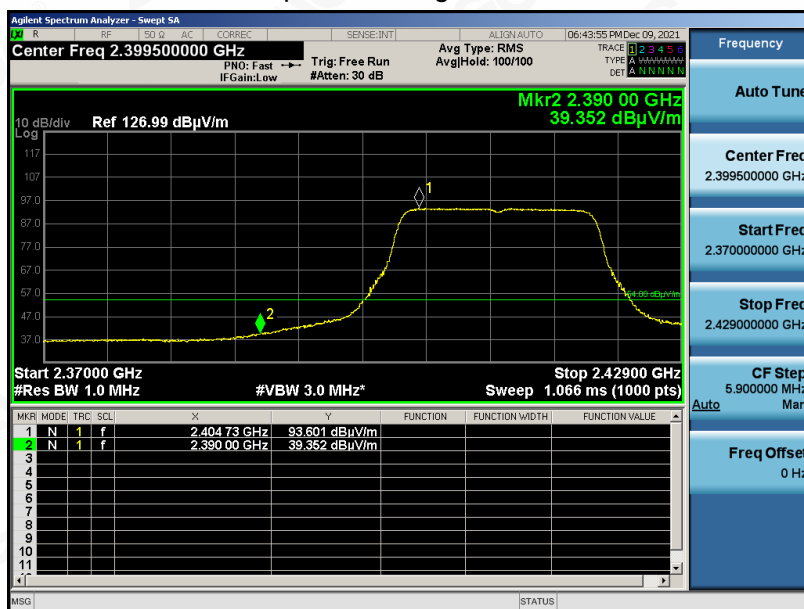 Agilent Spectrum Analyzer - Swept SA
LXI R RF 50 Ω AC CORREC SENSE:INT ALIGN AUTO 06:43:55 PM Dec 09, 2021
Center Freq 2.399500000 GHz
PNO: Fast
IFGain:Low
Trig: Free Run
#Atten: 30 dB
Avg Type: RMS
Avg|Hold: 100/100
TRACE 1 2 3 4 5 6
TYPE A
DET A N N N N N
Mkr2 2.390 00 GHz
39.352 dBµV/m
10 dB/div Ref 126.99 dBµV/m
Log
117
107
97.0
87.0
77.0
67.0
57.0
47.0
37.0
1
2
54.00 dBµV/m
Start 2.37000 GHz Stop 2.42900 GHz
#Res BW 1.0 MHz #VBW 3.0 MHz* Sweep 1.066 ms (1000 pts)
MKR MODE TRC SCL X Y FUNCTION FUNCTION WIDTH FUNCTION VALUE
1 N 1 f 2.404 73 GHz 93.601 dBµV/m
2 N 1 f 2.390 00 GHz 39.352 dBµV/m
3
4
5
6
7
8
9
10
11
MSG STATUS
Frequency
Auto Tune
Center Freq
2.399500000 GHz
Start Freq
2.370000000 GHz
Stop Freq
2.429000000 GHz
CF Step
5.900000 MHz
Auto Man
Freq Offset
0 Hz